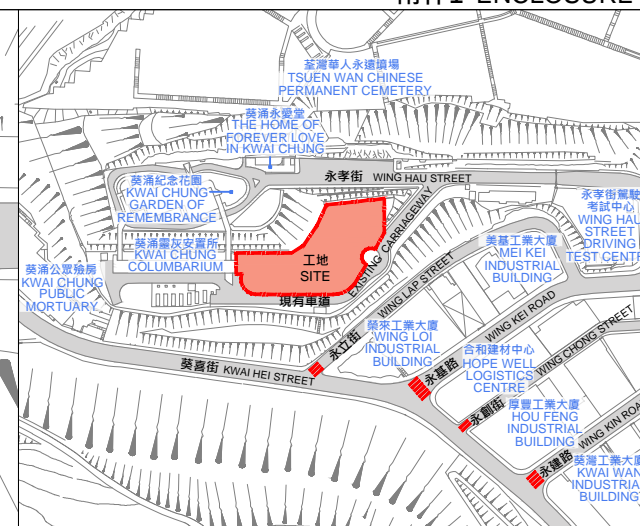 ENCLOSURE
荃灣華人永遠墳場
TSUEN WAN CHINESE
PERMANENT CEMETERY
葵涌永愛堂
THE HOME OF
FOREVER LOVE
IN KWAI CHUNG
永孝街 WING HAU STREET
葵涌紀念花園
KWAI CHUNG
GARDEN OF
REMEMBRANCE
永孝街駕駛
考試中心
WING HAU
STREET
DRIVING
TEST CENTR
葵涌靈灰安置所
KWAI CHUNG
COLUMBARIUM
工地
SITE
EXISTING CARRIAGEWAY
現有車道
美基工業大廈
MEI KEI
INDUSTRIAL
BUILDING
葵涌公眾殮房
KWAI CHUNG
PUBLIC
MORTUARY
永立街 WING LAP STREET
榮來工業大廈
WING LOI
INDUSTRIAL
BUILDING
永基路 WING KEI ROAD
葵喜街 KWAI HEI STREET
合和建材中心
HOPE WELL
LOGISTICS
CENTRE
永創街 WING CHONG STREET
厚豐工業大廈
HOU FENG
INDUSTRIAL
BUILDING
永建路 WING KIN ROA
葵灣工業大廈
KWAI WAN
INDUSTRIA
BUILDING